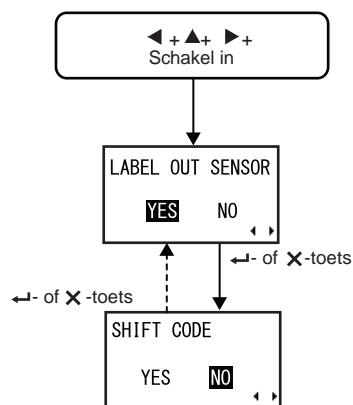 ◀ + ▲ + ▶ +
Schakel in
LABEL OUT SENSOR
YES NO
◀ ▶
↵- of ✕-toets
↵- of ✕ -toets
SHIFT CODE
YES NO
◀ ▶